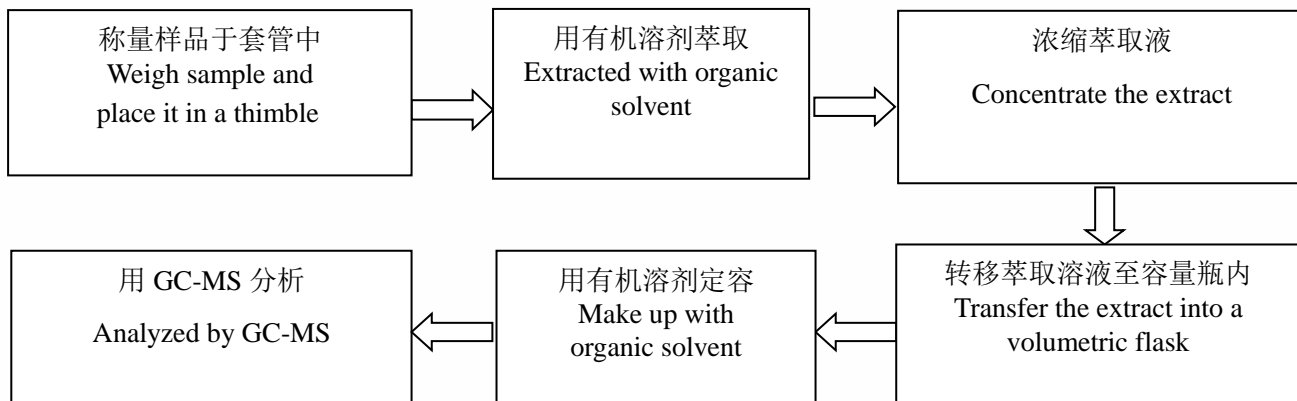 称量样品于套管中
Weigh sample and
place it in a thimble
用有机溶剂萃取
Extracted with organic
solvent
浓缩萃取液
Concentrate the extract
转移萃取溶液至容量瓶内
Transfer the extract into a
volumetric flask
用有机溶剂定容
Make up with
organic solvent
用 GC-MS 分析
Analyzed by GC-MS